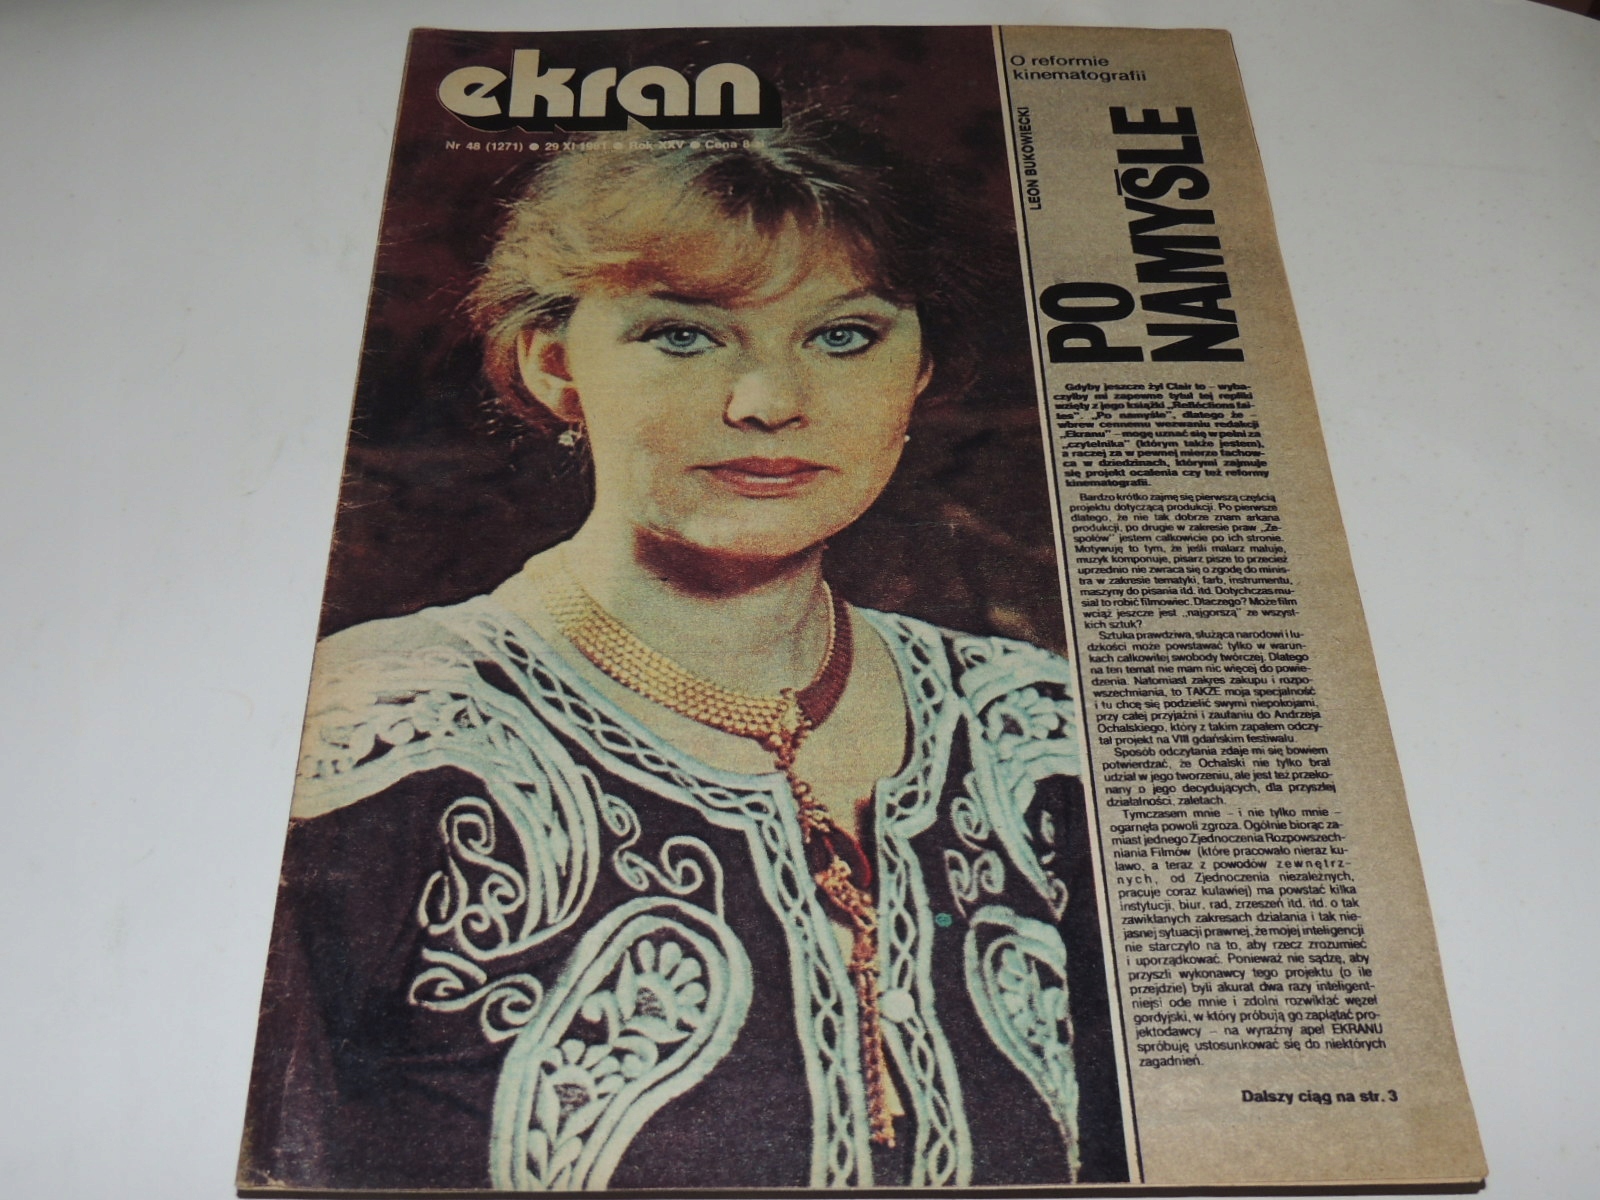 ekran
Nr 48 (1271) ● 29 XI 1981 ● Rok XXV ● Cena 8 zł
O reformie
kinematografii
LEON BUKOWIECKI
PO
NAMYŚLE
Gdyby jeszcze żył Clair to – wyba-
czyłby mi zapewne tytuł tej repliki
wzięty z jego książki „Refléctions fai-
tes". „Po namyśle", dlatego że –
wbrew cennemu wezwaniu redakcji
„Ekranu" – mogę uznać się w pełni za
„czytelnika" (którym także jestem),
a raczej za w pewnej mierze fachow-
ca w dziedzinach, którymi zajmuje
się projekt ocalenia czy też reformy
kinematografii.
Bardzo krótko zajmę się pierwszą częścią
projektu dotyczącą produkcji. Po pierwsze
dlatego, że nie tak dobrze znam arkana
produkcji, po drugie w zakresie praw „Ze-
społów" jestem całkowicie po ich stronie.
Motywuję to tym, że jeśli malarz maluje,
muzyk komponuje, pisarz pisze to przecież
uprzednio nie zwraca się o zgodę do minis-
tra w zakresie tematyki, farb, instrumentu,
maszyny do pisania itd. itd. Dotychczas mu-
siał to robić filmowiec. Dlaczego? Może film
wciąż jeszcze jest „najgorszą" ze wszyst-
kich sztuk?
Sztuka prawdziwa, służąca narodowi i lu-
dzkości może powstawać tylko w warun-
kach całkowitej swobody twórczej. Dlatego
na ten temat nie mam nic więcej do powie-
dzenia. Natomiast zakres zakupu i rozpo-
wszechniania, to TAKŻE moja specjalność
i tu chcę się podzielić swymi niepokojami,
przy całej przyjaźni i zaufaniu do Andrzeja
Ochalskiego, który z takim zapałem odczy-
tał projekt na VIII gdańskim festiwalu.
Sposób odczytania zdaje mi się bowiem
potwierdzać, że Ochalski nie tylko brał
udział w jego tworzeniu, ale jest też przeko-
nany o jego decydujących, dla przyszłej
działalności, zaletach.
Tymczasem mnie – i nie tylko mnie –
ogarnęła powoli zgroza. Ogólnie biorąc za-
miast jednego Zjednoczenia Rozpowszech-
niania Filmów (które pracowało nieraz ku-
lawo, a teraz z powodów zewnętrz-
nych, od Zjednoczenia niezależnych,
pracuje coraz kulawiej) ma powstać kilka
instytucji, biur, rad, zrzeszeń itd. itd. o tak
zawikłanych zakresach działania i tak nie-
jasnej sytuacji prawnej, że mojej inteligencji
nie starczyło na to, aby rzecz zrozumieć
i uporządkować. Ponieważ nie sądzę, aby
przyszli wykonawcy tego projektu (o ile
przejdzie) byli akurat dwa razy inteligent-
niejsi ode mnie i zdolni rozwikłać węzeł
gordyjski, w który próbują go zaplątać pro-
jektodawcy – na wyraźny apel EKRANU
spróbuję ustosunkować się do niektórych
zagadnień.
Dalszy ciąg na str. 3